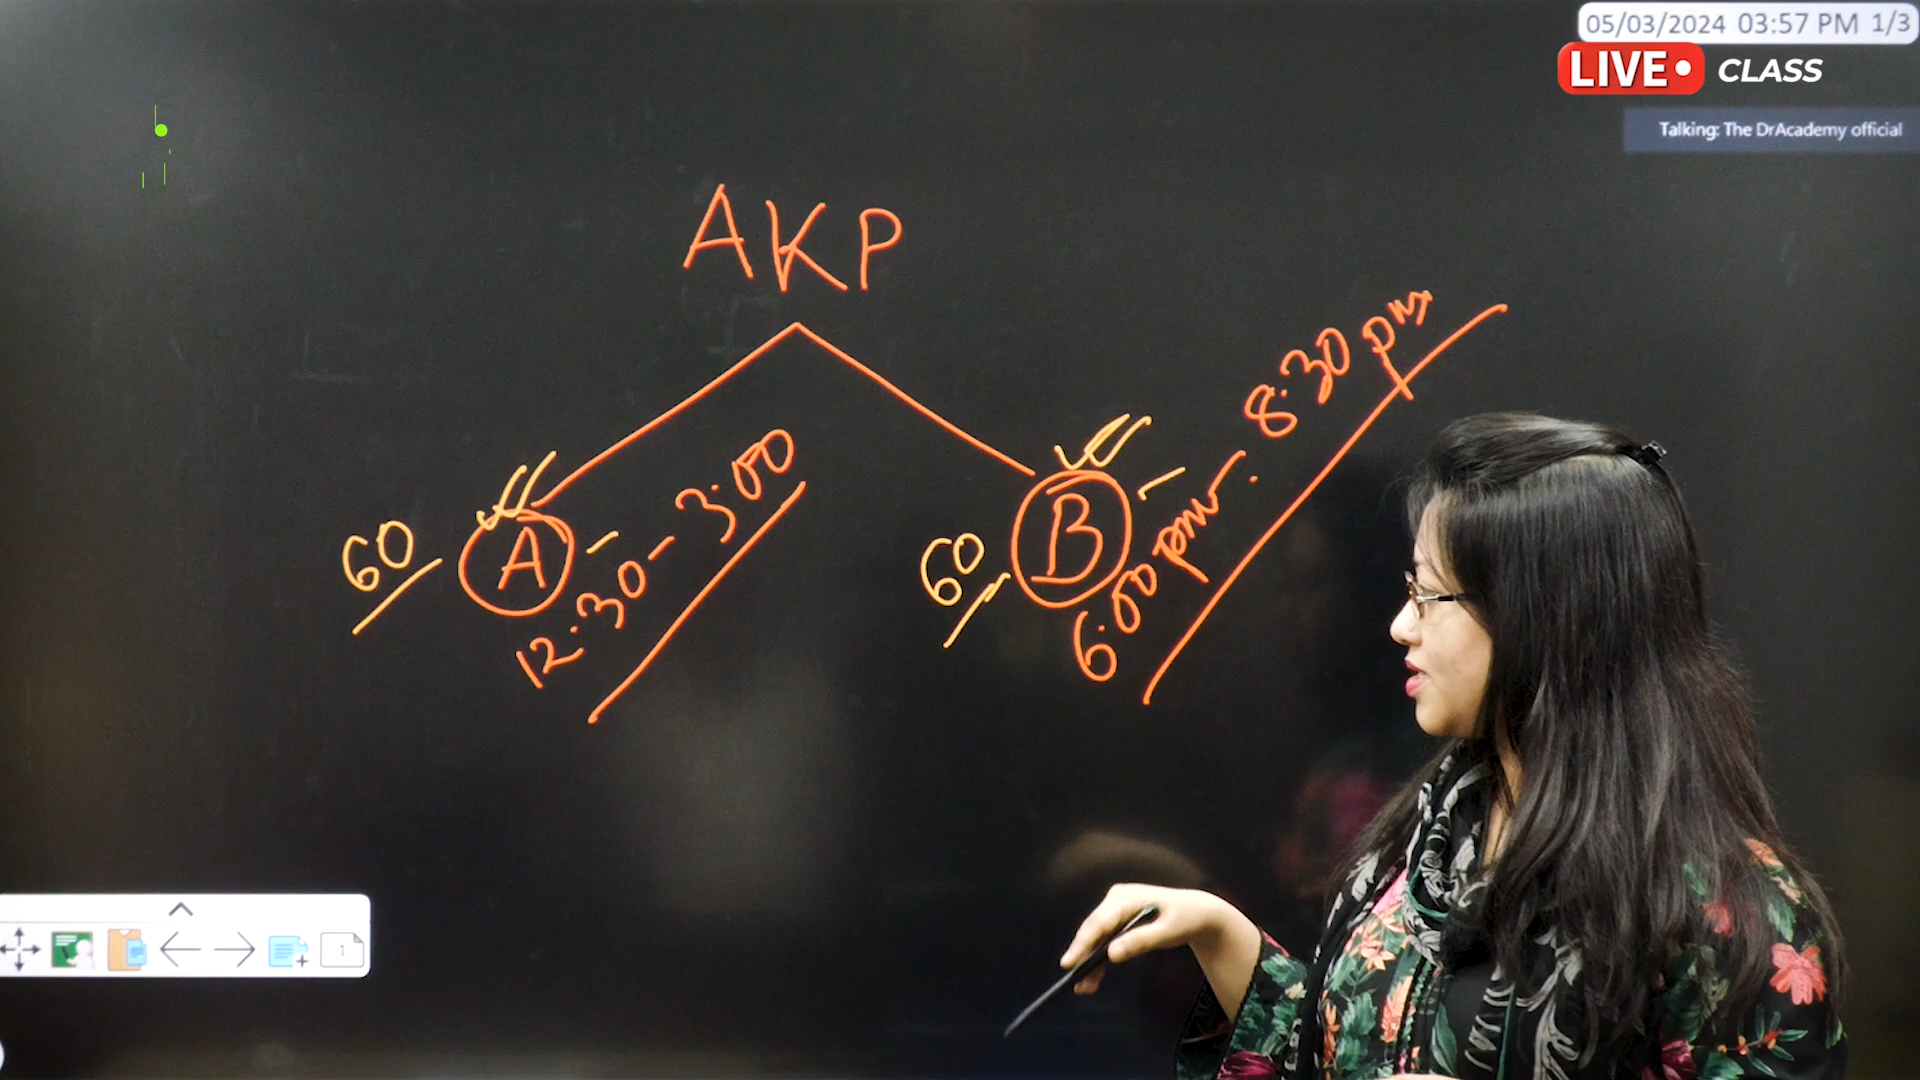 05/03/2024 03:57 PM 1/3
LIVE CLASS
Talking: The DrAcademy official
AKP
60 A - 12:30 - 3:00
60 B - 6:00 pm - 8:30 pm
1